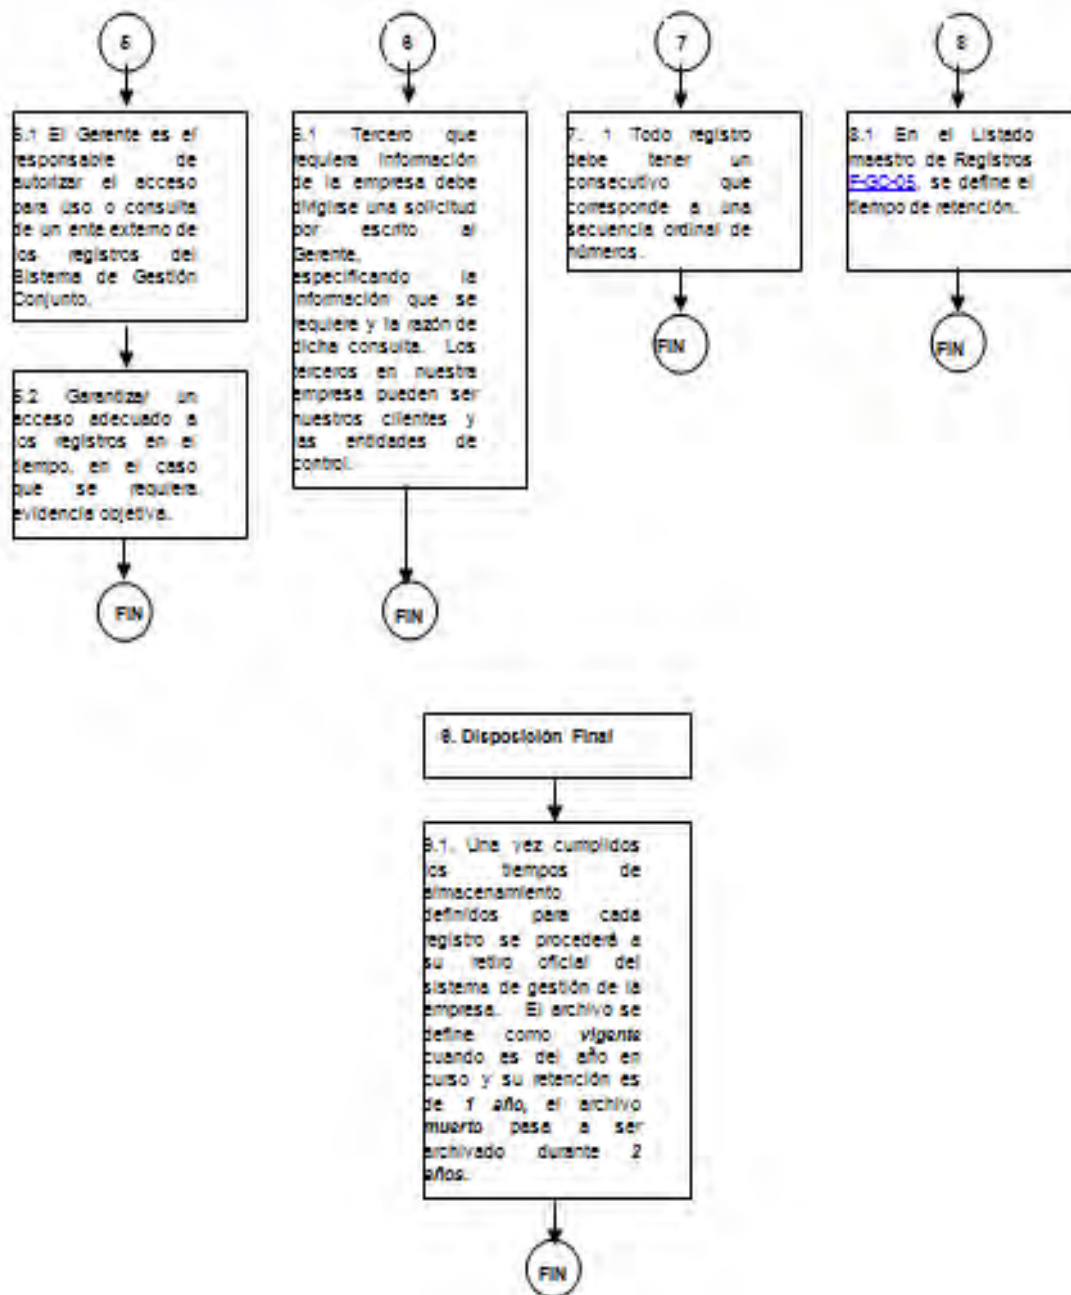 5
6
7
8
5.1 El Gerente es el
responsable de
autorizar el acceso
para uso o consulta
de un ente externo de
los registros del
Sistema de Gestión
Conjunto.
5.2 Garantizar un
acceso adecuado a
los registros en el
tiempo, en el caso
que se requiera
evidencia objetiva.
FIN
6.1 Tercero que
requiera información
de la empresa debe
dirigirse una solicitud
por escrito al
Gerente,
especificando la
información que se
requiere y la razón de
dicha consulta. Los
terceros en nuestra
empresa pueden ser
nuestros clientes y
las entidades de
control.
FIN
7. 1 Todo registro
debe tener un
consecutivo que
corresponde a una
secuencia ordinal de
números.
FIN
8.1 En el Listado
maestro de Registros
F-GC-05, se define el
tiempo de retención.
FIN
9. Disposición Final
9.1. Una vez cumplidos
los tiempos de
almacenamiento
definidos para cada
registro se procederá a
su retiro oficial del
sistema de gestión de la
empresa. El archivo se
define como vigente
cuando es del año en
curso y su retención es
de 1 año, el archivo
muerto pasa a ser
archivado durante 2
años.
FIN